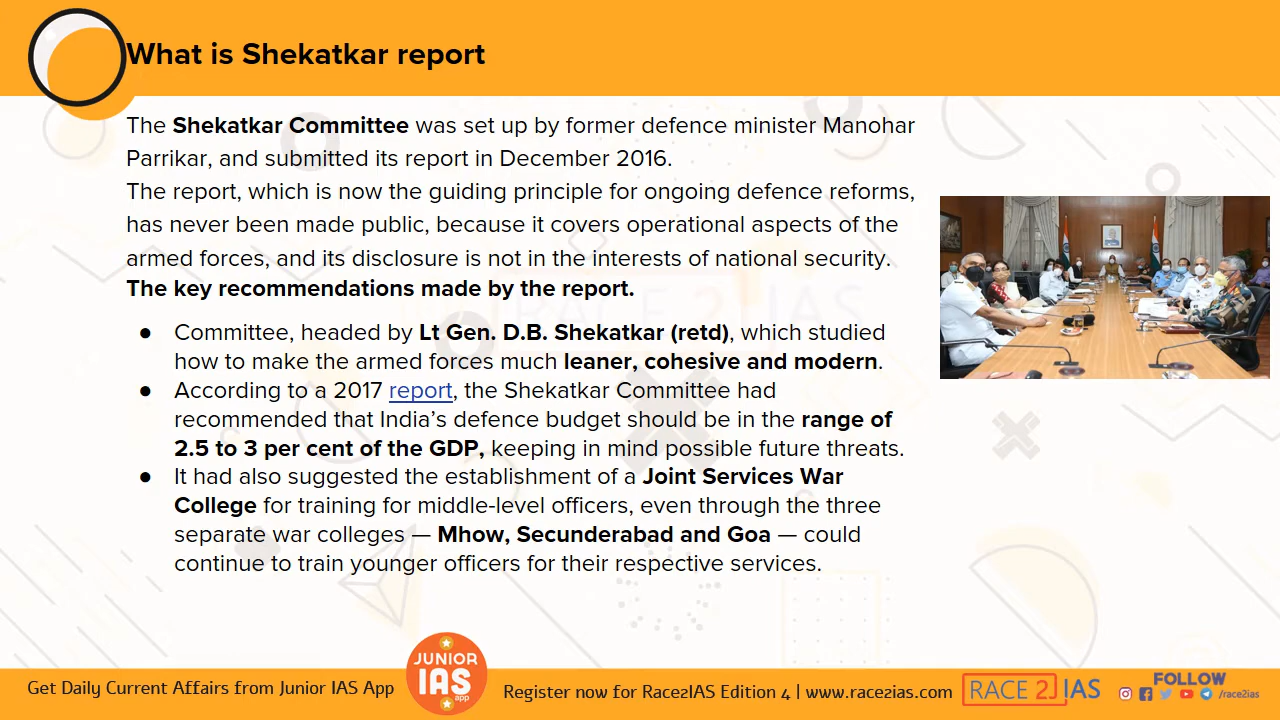 What is Shekatkar report
The Shekatkar Committee was set up by former defence minister Manohar
Parrikar, and submitted its report in December 2016.
The report, which is now the guiding principle for ongoing defence reforms,
has never been made public, because it covers operational aspects of the
armed forces, and its disclosure is not in the interests of national security.
The key recommendations made by the report.
● Committee, headed by Lt Gen. D.B. Shekatkar (retd), which studied
how to make the armed forces much leaner, cohesive and modern.
● According to a 2017 report, the Shekatkar Committee had
recommended that India’s defence budget should be in the range of
2.5 to 3 per cent of the GDP, keeping in mind possible future threats.
● It had also suggested the establishment of a Joint Services War
College for training for middle-level officers, even through the three
separate war colleges — Mhow, Secunderabad and Goa — could
continue to train younger officers for their respective services.
RACE 2 IAS
Get Daily Current Affairs from Junior IAS App
JUNIOR
IAS
app
Register now for Race2IAS Edition 4 | www.race2ias.com
RACE 2 IAS
FOLLOW
/race2ias